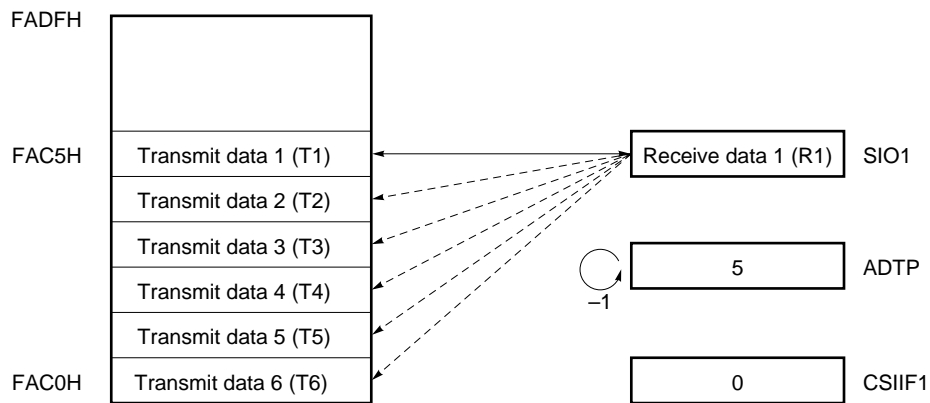 FADFH
FAC5H Transmit data 1 (T1) Receive data 1 (R1) SIO1
Transmit data 2 (T2)
Transmit data 3 (T3) 5 ADTP
Transmit data 4 (T4) –1
Transmit data 5 (T5)
FAC0H Transmit data 6 (T6) 0 CSIIF1